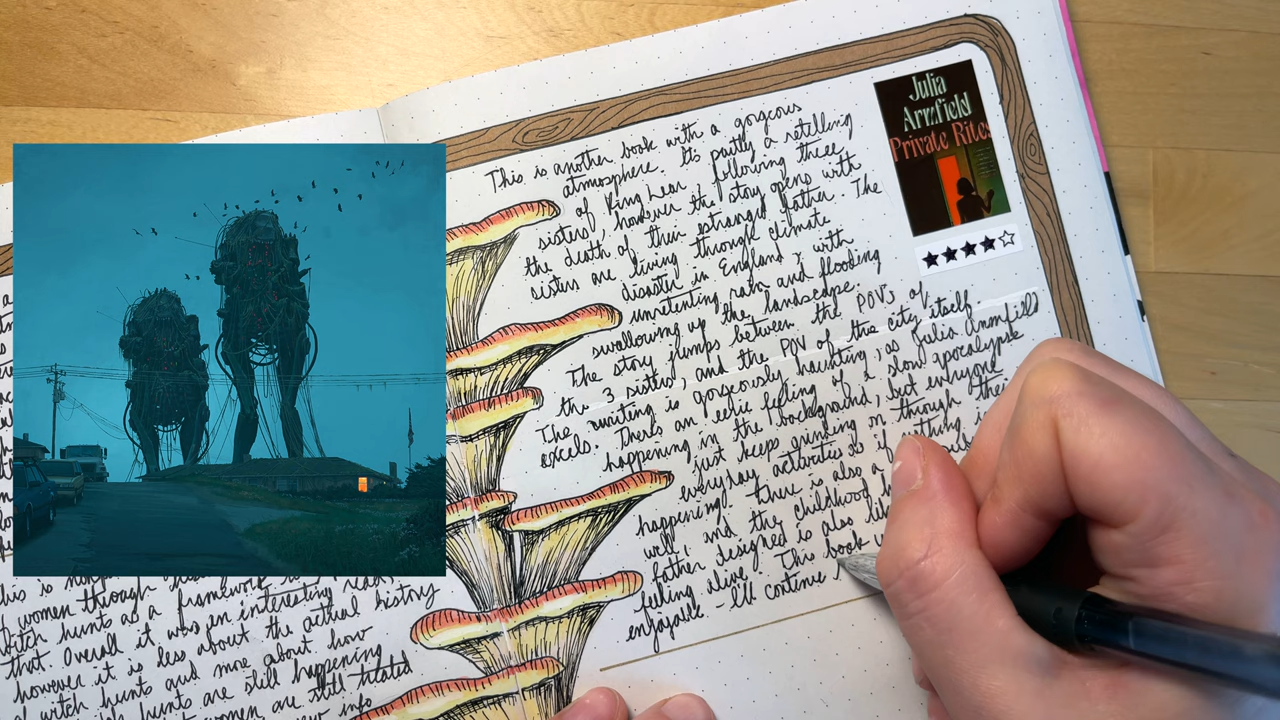 This is another book with a gorgeous
atmosphere. It's partly a retelling
of King Lear, following three
sisters, however the story opens with
the death of their estranged father. The
sisters are living through climate
disaster in England, with
unrelenting rain and flooding
swallowing up the landscape.
The story jumps between the POV's of
the 3 sisters, and the POV of the city itself
The writing is gorgeously haunting, as Julia Armfield
excels. There's an eerie feeling of a slow apocalypse
happening in the background, but everyone
just keeps grinding on through their
everyday activities as if nothing is
happening! There is also a
well, and the childhood
father designed is also
feeling alive. This book
enjoyable - I'll continue
Julia
Armfield
Private Rites
This is
women through a
witch hunts as a framework
that Overall it was an interesting read,
however it is less about the actual history
of witch hunts and more about how
hunts are still happening
women are still
new info